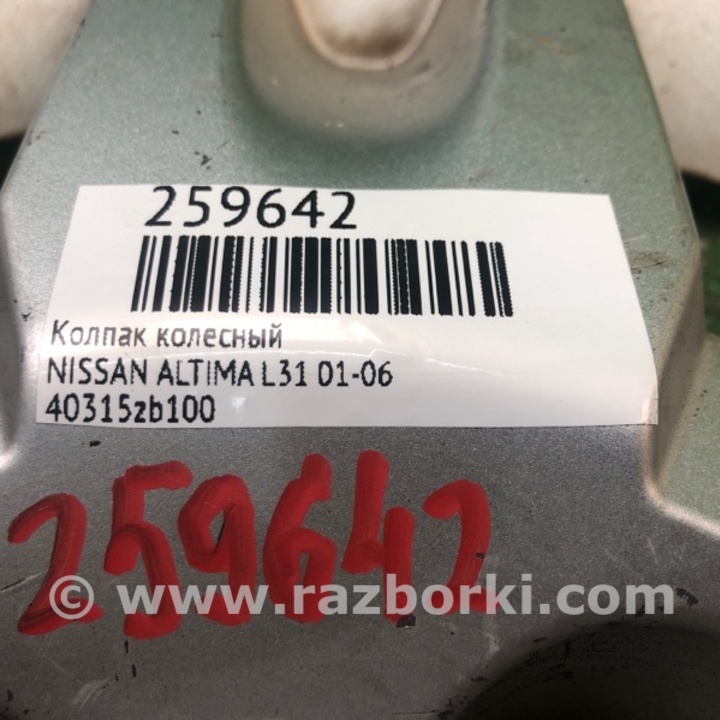 259642
Колпак колесный
NISSAN ALTIMA L31 01-06
40315zb100
259642
© www.razborki.com